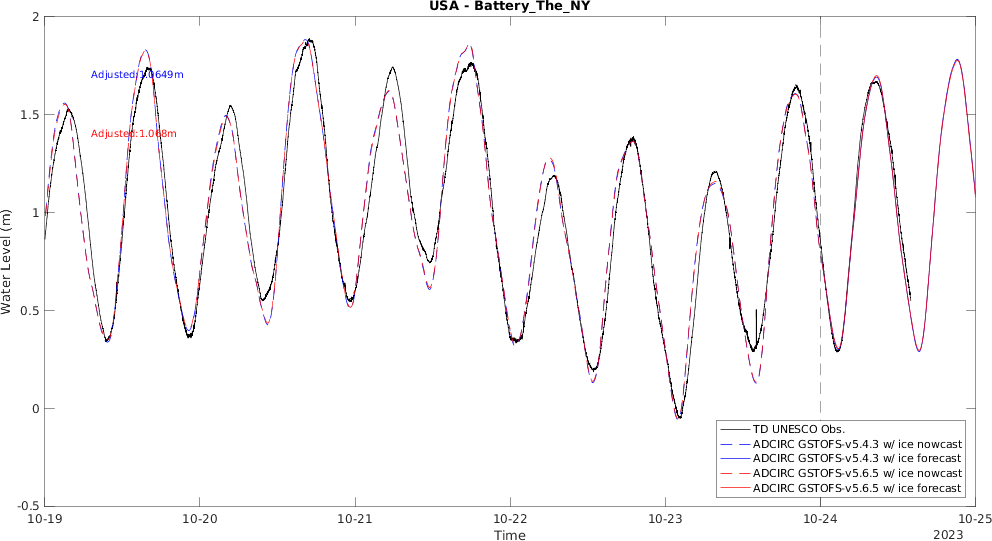 USA - Battery_The_NY
2
1.5
1
0.5
0
-0.5
Water Level (m)
Adjusted:1.0649m
Adjusted:1.068m
TD UNESCO Obs.
ADCIRC GSTOFS-v5.4.3 w/ ice nowcast
ADCIRC GSTOFS-v5.4.3 w/ ice forecast
ADCIRC GSTOFS-v5.6.5 w/ ice nowcast
ADCIRC GSTOFS-v5.6.5 w/ ice forecast
10-19 10-20 10-21 10-22 10-23 10-24 10-25
Time
2023